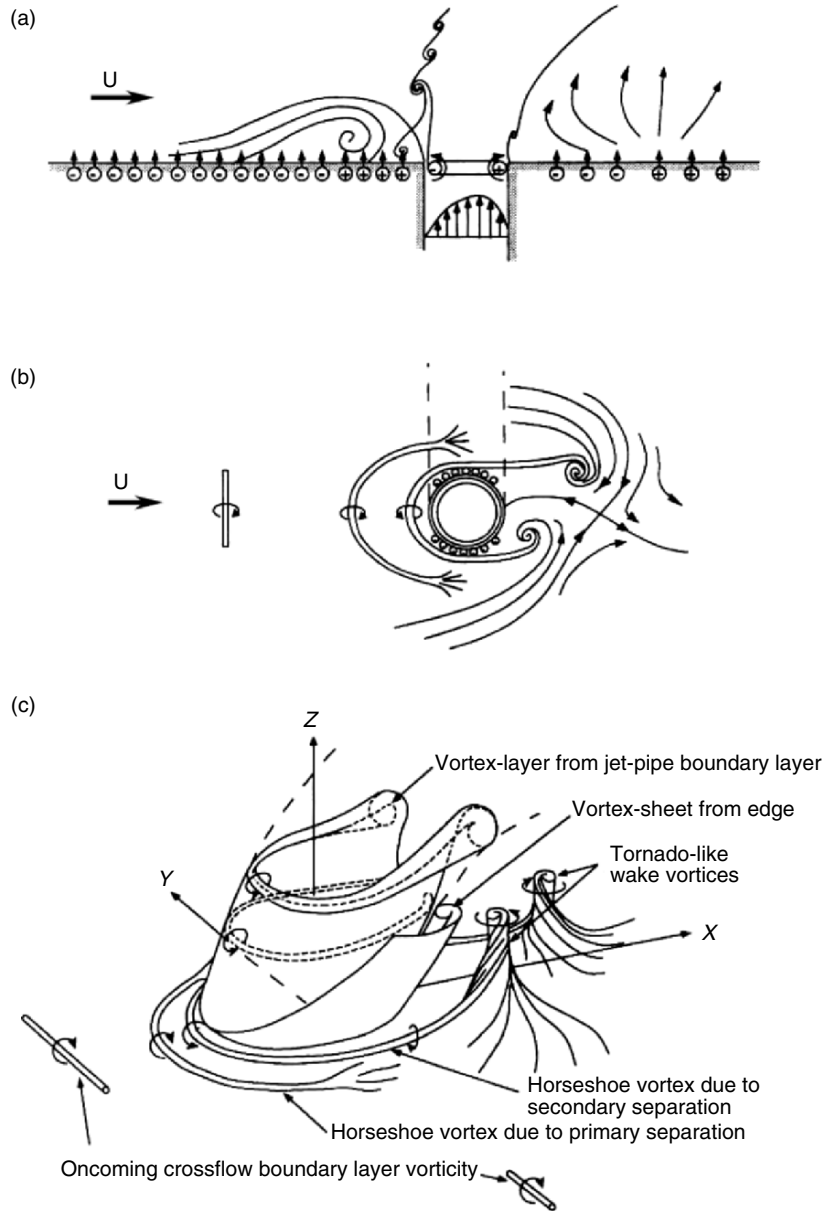 (a)
U
(b)
U
(c)
Z
Vortex-layer from jet-pipe boundary layer
Vortex-sheet from edge
Tornado-like
wake vortices
Y
X
Horseshoe vortex due to
secondary separation
Horseshoe vortex due to primary separation
Oncoming crossflow boundary layer vorticity